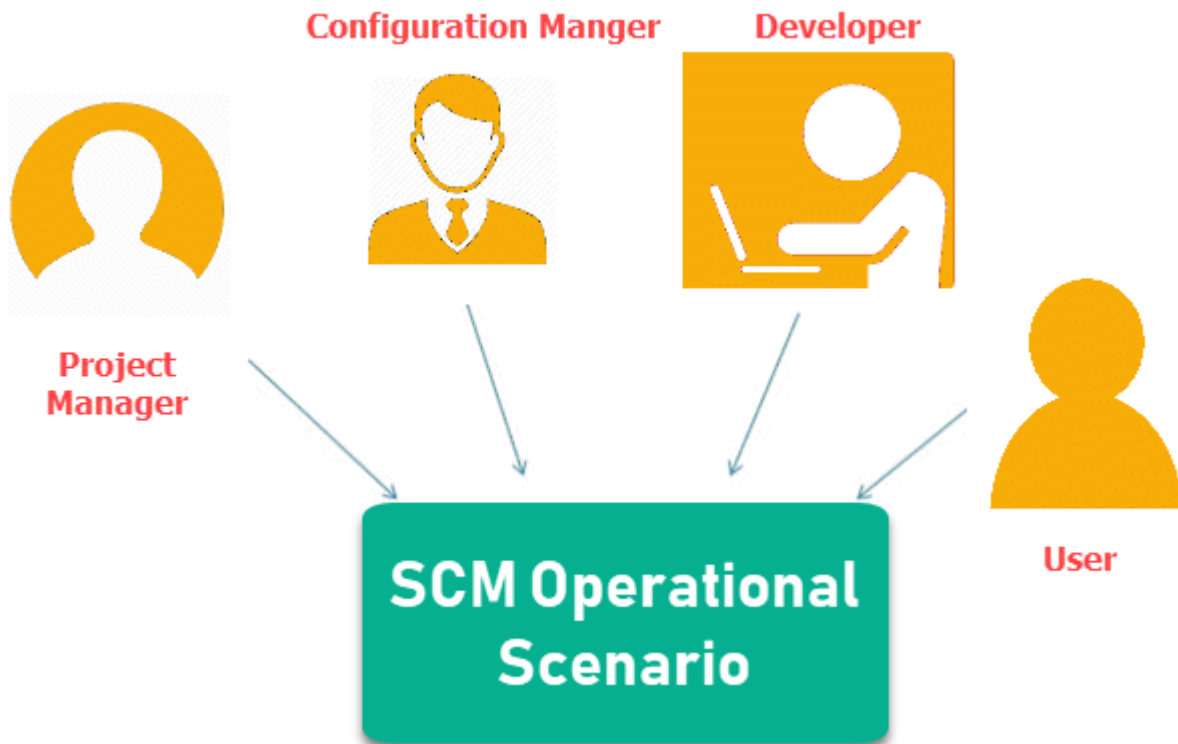 Configuration Manger
Developer
Project
Manager
User
SCM Operational
Scenario